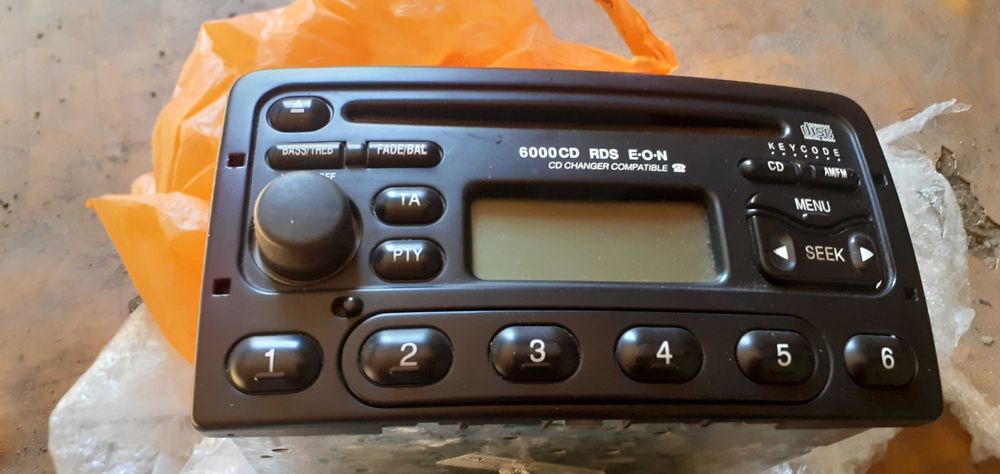 disc
KEYCODE
BASS/TREB
FADE/BAL
6000CD RDS E·O·N
CD CHANGER COMPATIBLE
CD
AM/FM
TA
MENU
PTY
SEEK
1
2
3
4
5
6